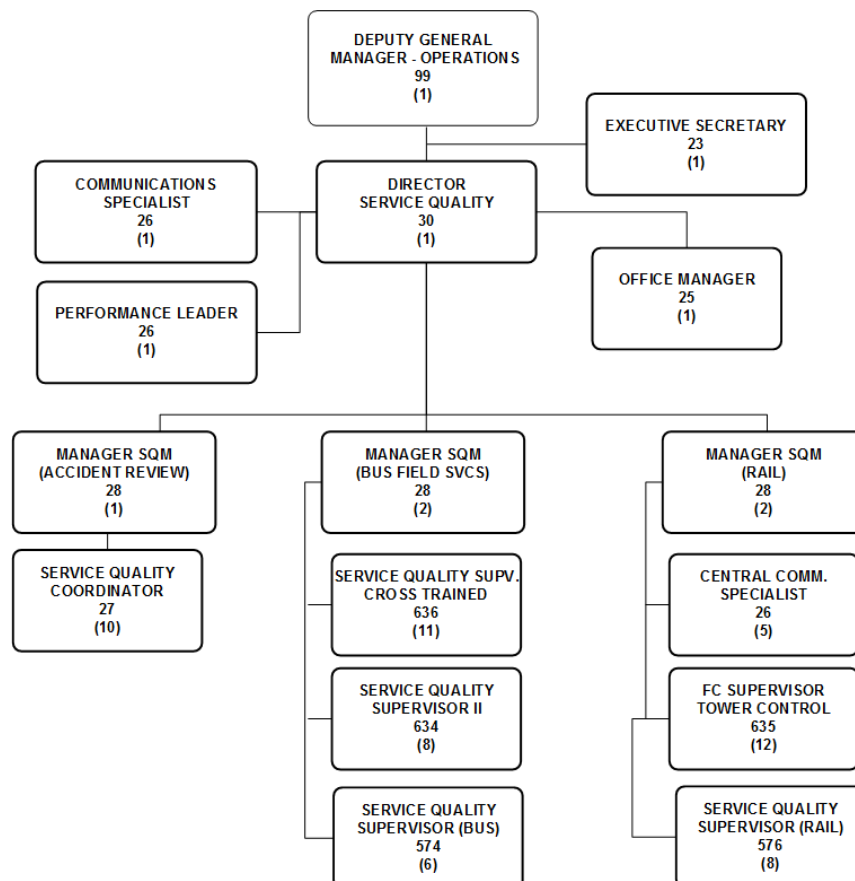 DEPUTY GENERAL
MANAGER - OPERATIONS
99
(1)
EXECUTIVE SECRETARY
23
(1)
COMMUNICATIONS
SPECIALIST
26
(1)
DIRECTOR
SERVICE QUALITY
30
(1)
OFFICE MANAGER
25
(1)
PERFORMANCE LEADER
26
(1)
MANAGER SQM
(ACCIDENT REVIEW)
28
(1)
MANAGER SQM
(BUS FIELD SVCS)
28
(2)
MANAGER SQM
(RAIL)
28
(2)
SERVICE QUALITY
COORDINATOR
27
(10)
SERVICE QUALITY SUPV.
CROSS TRAINED
636
(11)
CENTRAL COMM.
SPECIALIST
26
(5)
SERVICE QUALITY
SUPERVISOR II
634
(8)
FC SUPERVISOR
TOWER CONTROL
635
(12)
SERVICE QUALITY
SUPERVISOR (BUS)
574
(6)
SERVICE QUALITY
SUPERVISOR (RAIL)
576
(8)